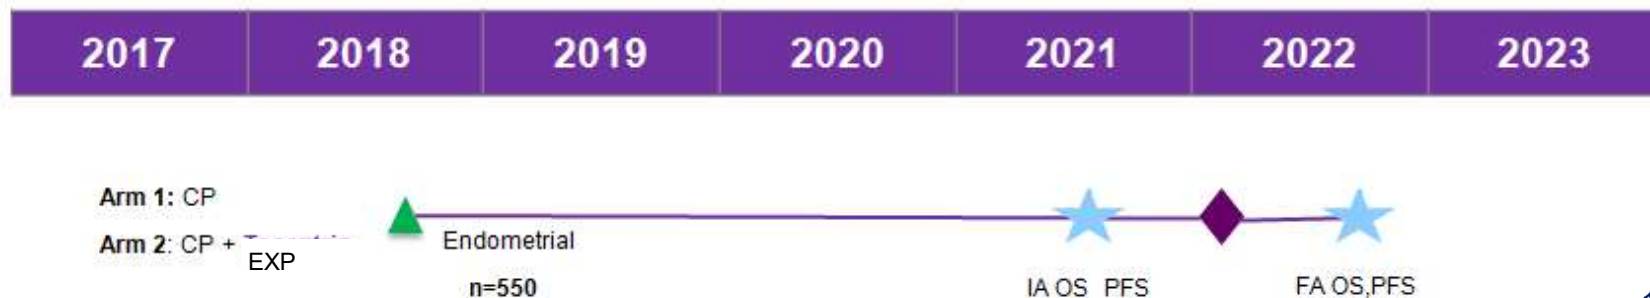 2017 2018 2019 2020 2021 2022 2023
Arm 1: CP
Arm 2: CP +
EXP
Endometrial
n=550
IA OS PFS
FA OS,PFS